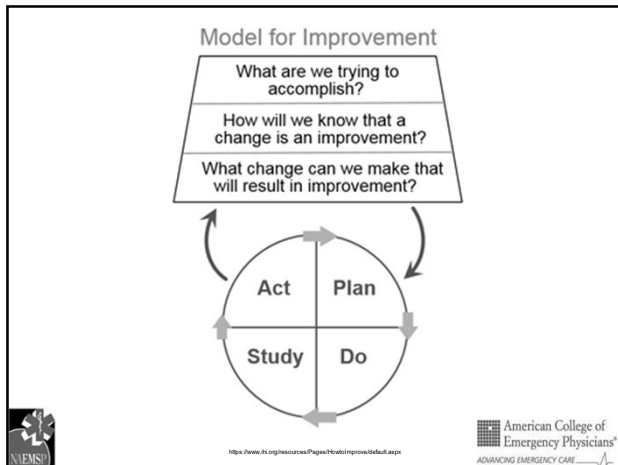 Model for Improvement
What are we trying to
accomplish?
How will we know that a
change is an improvement?
What change can we make that
will result in improvement?
Act
Plan
Study
Do
NAEMSP
https://www.ihi.org/resources/Pages/HowtoImprove/default.aspx
American College of
Emergency Physicians®
ADVANCING EMERGENCY CARE